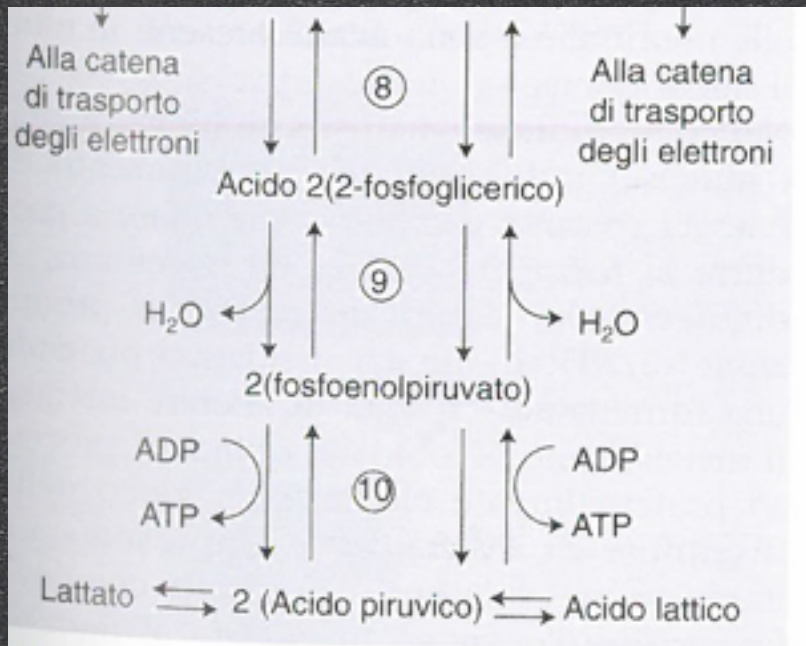 Alla catena
di trasporto
degli elettroni
8
Alla catena
di trasporto
degli elettroni
Acido 2(2-fosfoglicerico)
9
H₂O
H₂O
2(fosfoenolpiruvato)
ADP
ATP
10
ADP
ATP
Lattato 2 (Acido piruvico) Acido lattico